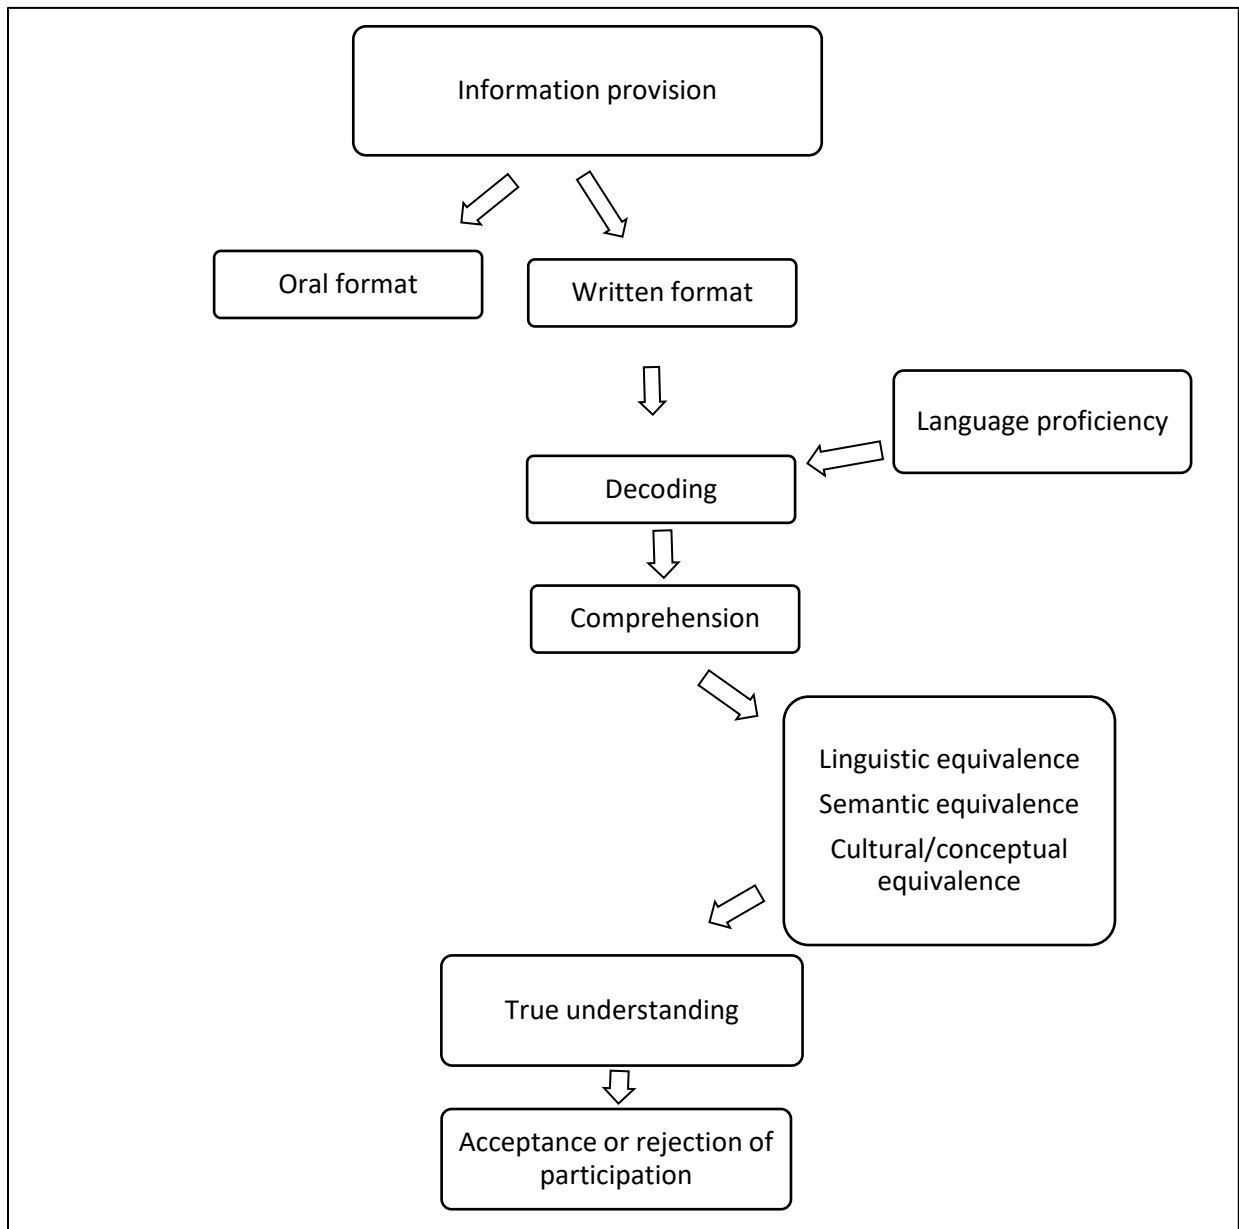 Information provision
Oral format
Written format
Language proficiency
Decoding
Comprehension
Linguistic equivalence
Semantic equivalence
Cultural/conceptual
equivalence
True understanding
Acceptance or rejection of
participation